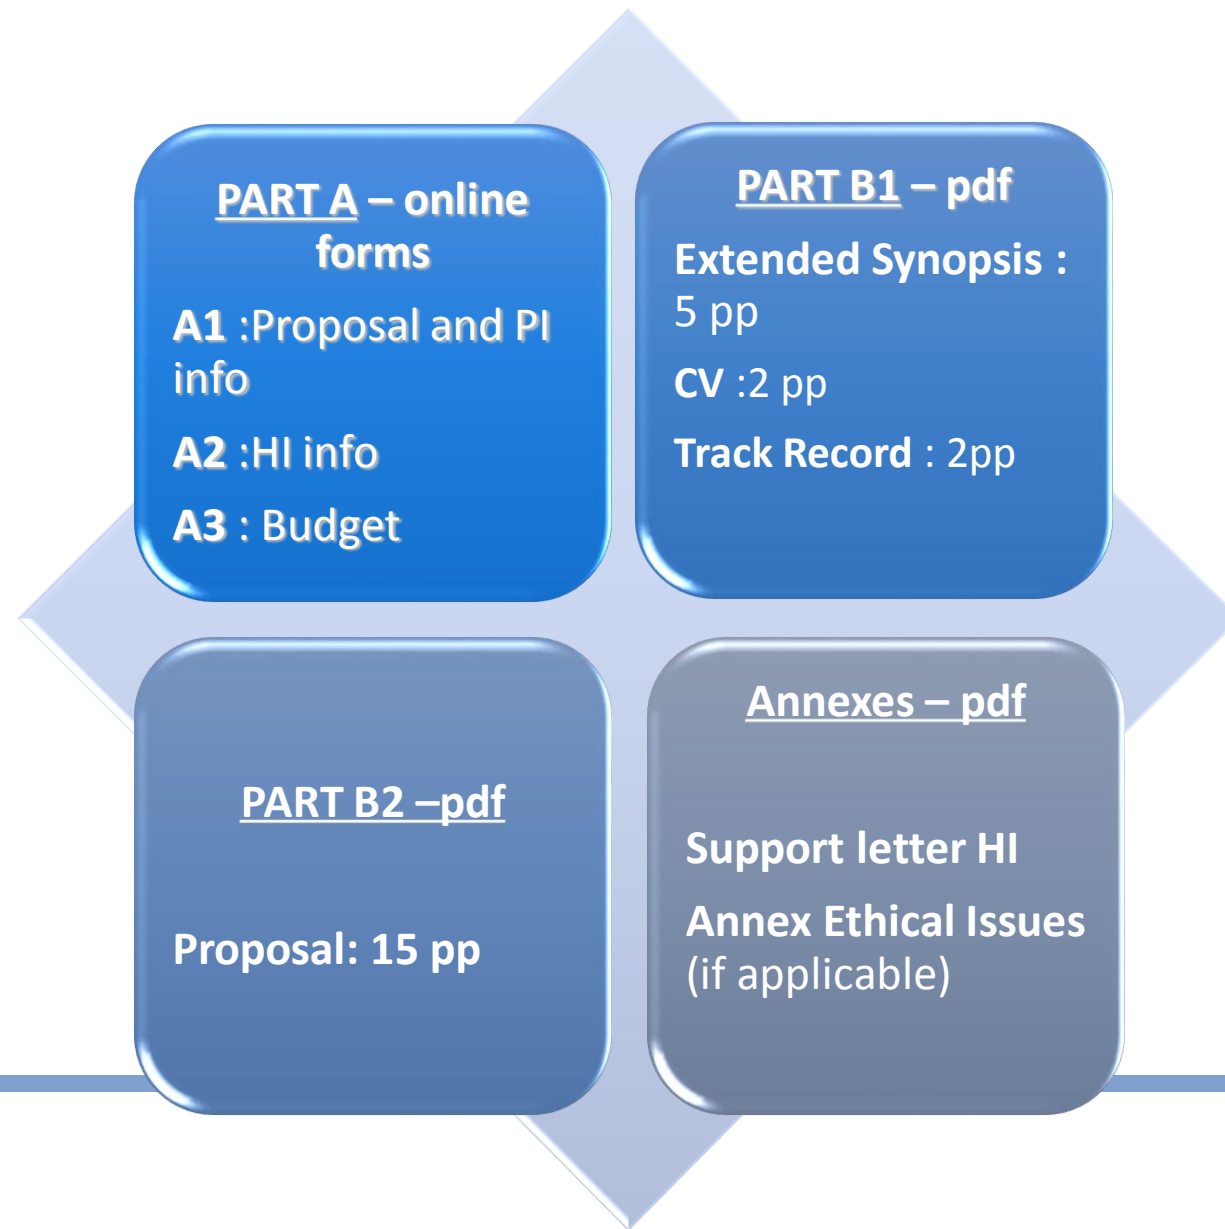 PART A – online
forms
A1 :Proposal and PI
info
A2 :HI info
A3 : Budget
PART B1 – pdf
Extended Synopsis :
5 pp
CV :2 pp
Track Record : 2pp
PART B2 –pdf
Proposal: 15 pp
Annexes – pdf
Support letter HI
Annex Ethical Issues
(if applicable)